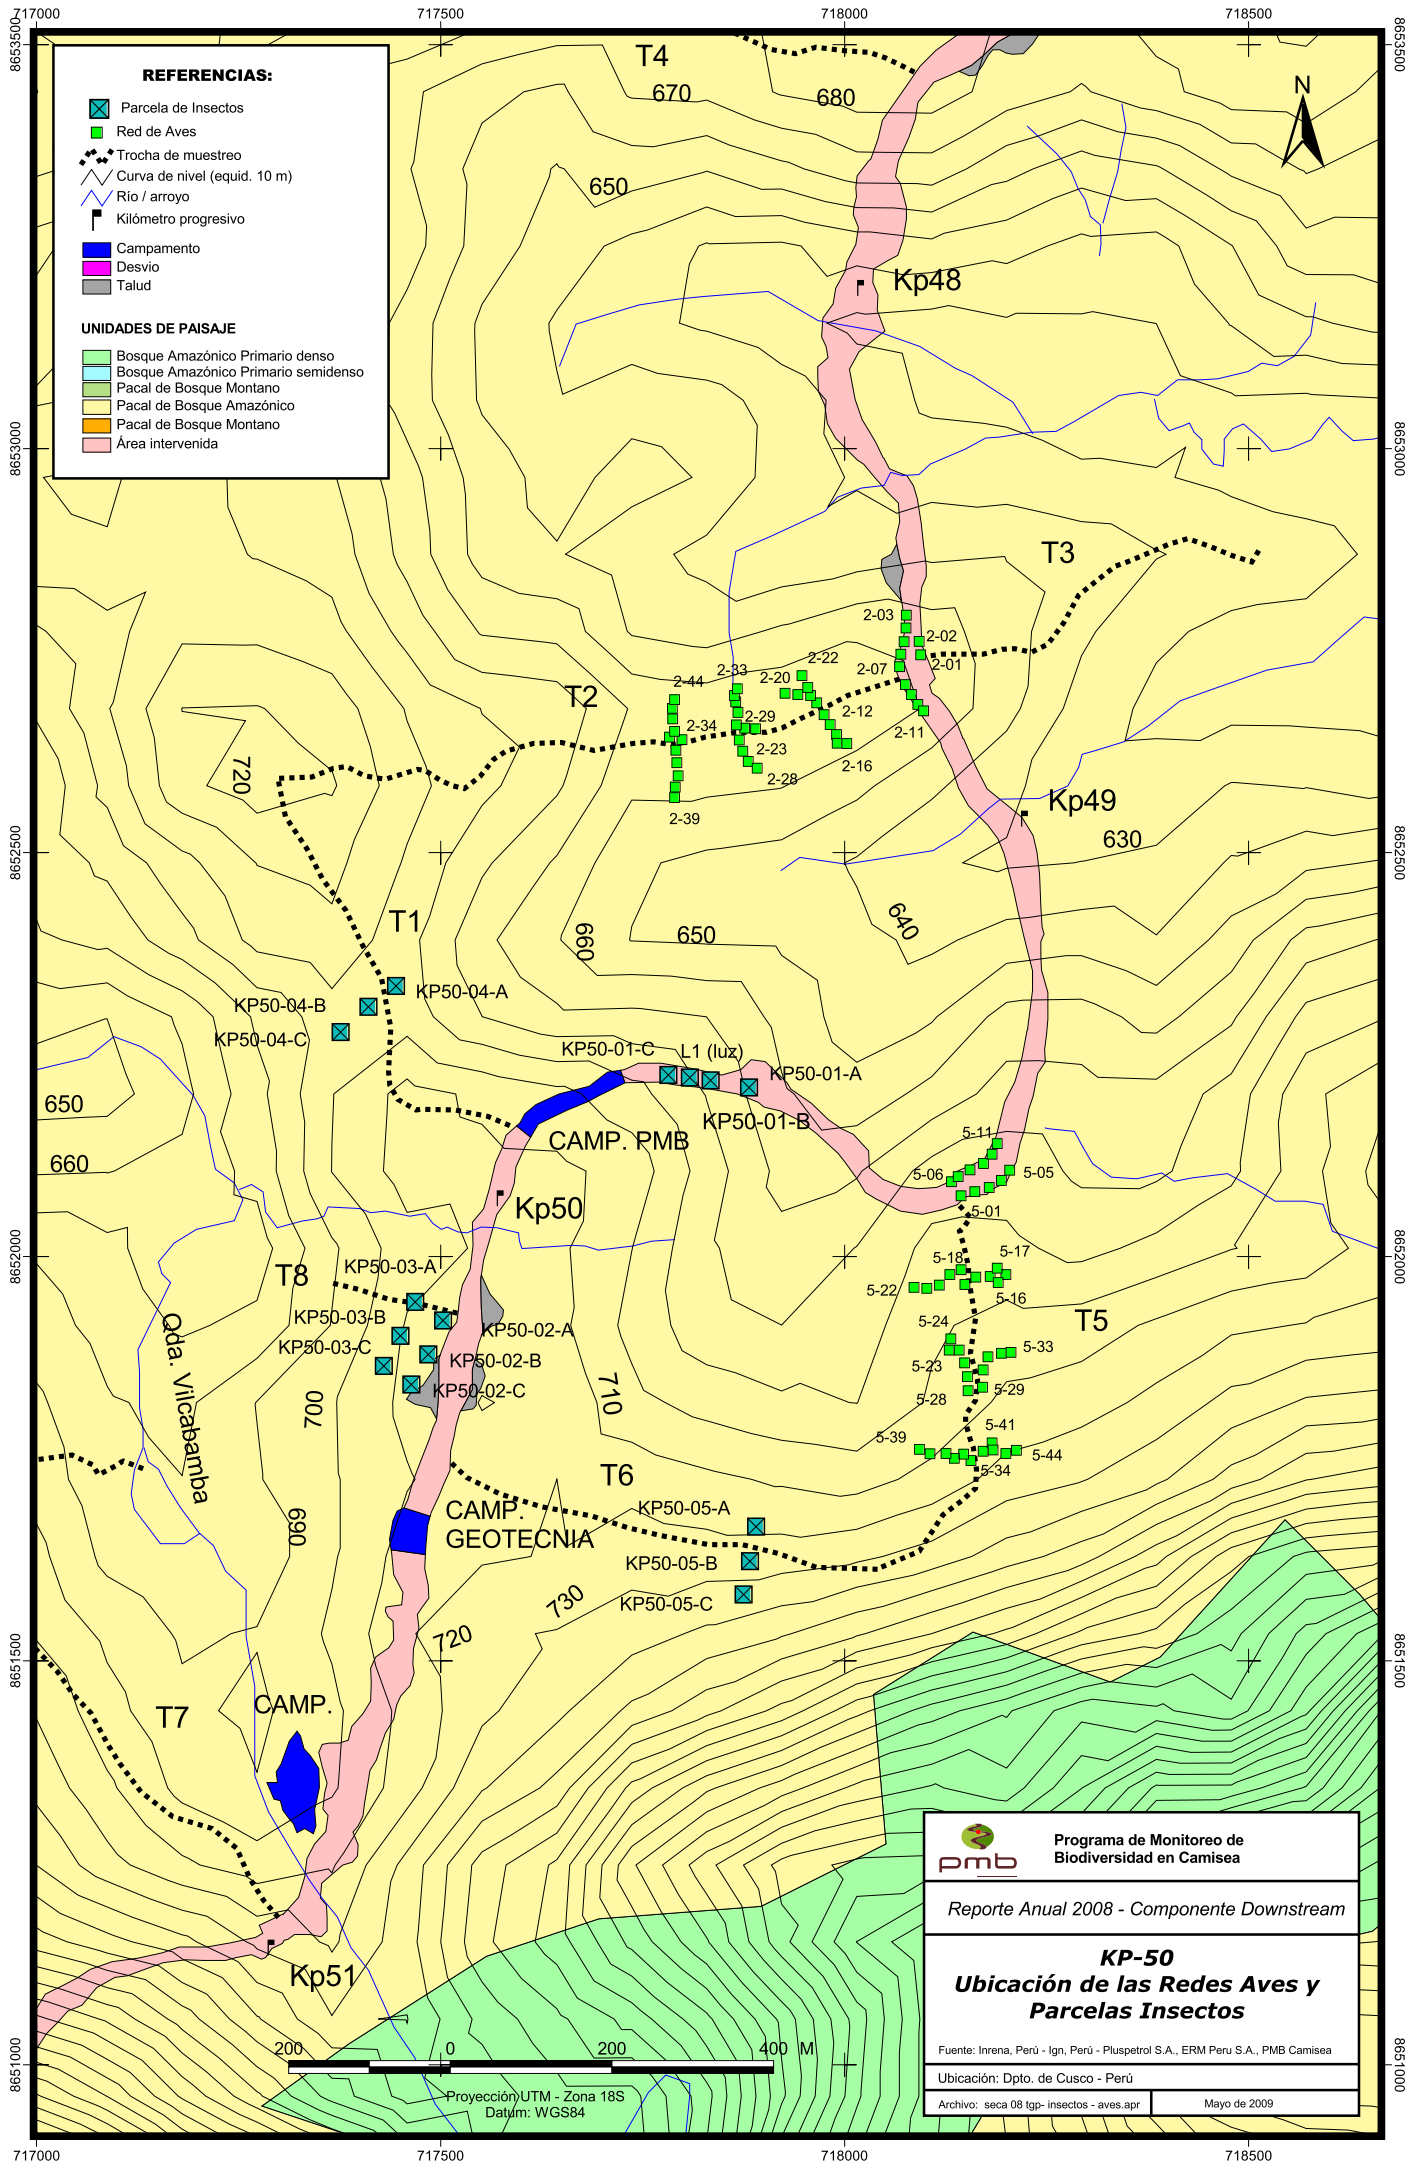 717000
717500
718000
718500
8653500
8653500
REFERENCIAS:
Parcela de Insectos
Red de Aves
Trocha de muestreo
Curva de nivel (equid. 10 m)
Río / arroyo
Kilómetro progresivo
Campamento
Desvio
Talud
UNIDADES DE PAISAJE
Bosque Amazónico Primario denso
Bosque Amazónico Primario semidenso
Pacal de Bosque Montano
Pacal de Bosque Amazónico
Pacal de Bosque Montano
Área intervenida
N
T4
670
680
650
Kp48
8653000
8653000
T3
2-03
2-02
2-01
2-07
2-22
2-33
2-20
2-44
T2
2-34
2-29
2-12
2-11
2-23
2-16
2-28
2-39
720
Kp49
630
8652500
8652500
T1
660
650
640
KP50-04-A
KP50-04-B
KP50-04-C
KP50-01-C
L1 (luz)
KP50-01-A
KP50-01-B
650
660
CAMP. PMB
5-11
5-06
5-05
5-01
Kp50
8652000
8652000
5-17
5-18
5-22
5-16
T8
KP50-03-A
KP50-03-B
KP50-03-C
KP50-02-A
KP50-02-B
KP50-02-C
T5
5-24
5-33
5-23
5-29
5-28
Qda. Vilcabamba
700
710
5-41
5-39
5-44
5-34
T6
690
CAMP.
GEOTECNIA
KP50-05-A
KP50-05-B
KP50-05-C
730
720
8651500
8651500
T7
CAMP.
Kp51
pmb
Programa de Monitoreo de
Biodiversidad en Camisea
Reporte Anual 2008 - Componente Downstream
KP-50
Ubicación de las Redes Aves y
Parcelas Insectos
Fuente: Inrena, Perú - Ign, Perú - Pluspetrol S.A., ERM Peru S.A., PMB Camisea
Ubicación: Dpto. de Cusco - Perú
Archivo: seca 08 tgp- insectos - aves.apr
Mayo de 2009
200
0
200
400 M
Proyección UTM - Zona 18S
Datum: WGS84
8651000
8651000
717000
717500
718000
718500